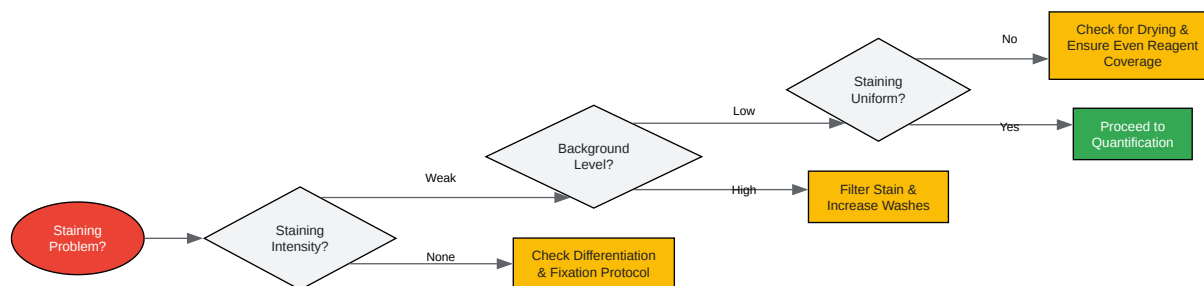 Staining
Problem?
Staining
Intensity?
Weak
None
Check Differentiation
& Fixation Protocol
Background
Level?
Low
High
Filter Stain &
Increase Washes
Staining
Uniform?
No
Yes
Check for Drying &
Ensure Even Reagent
Coverage
Proceed to
Quantification